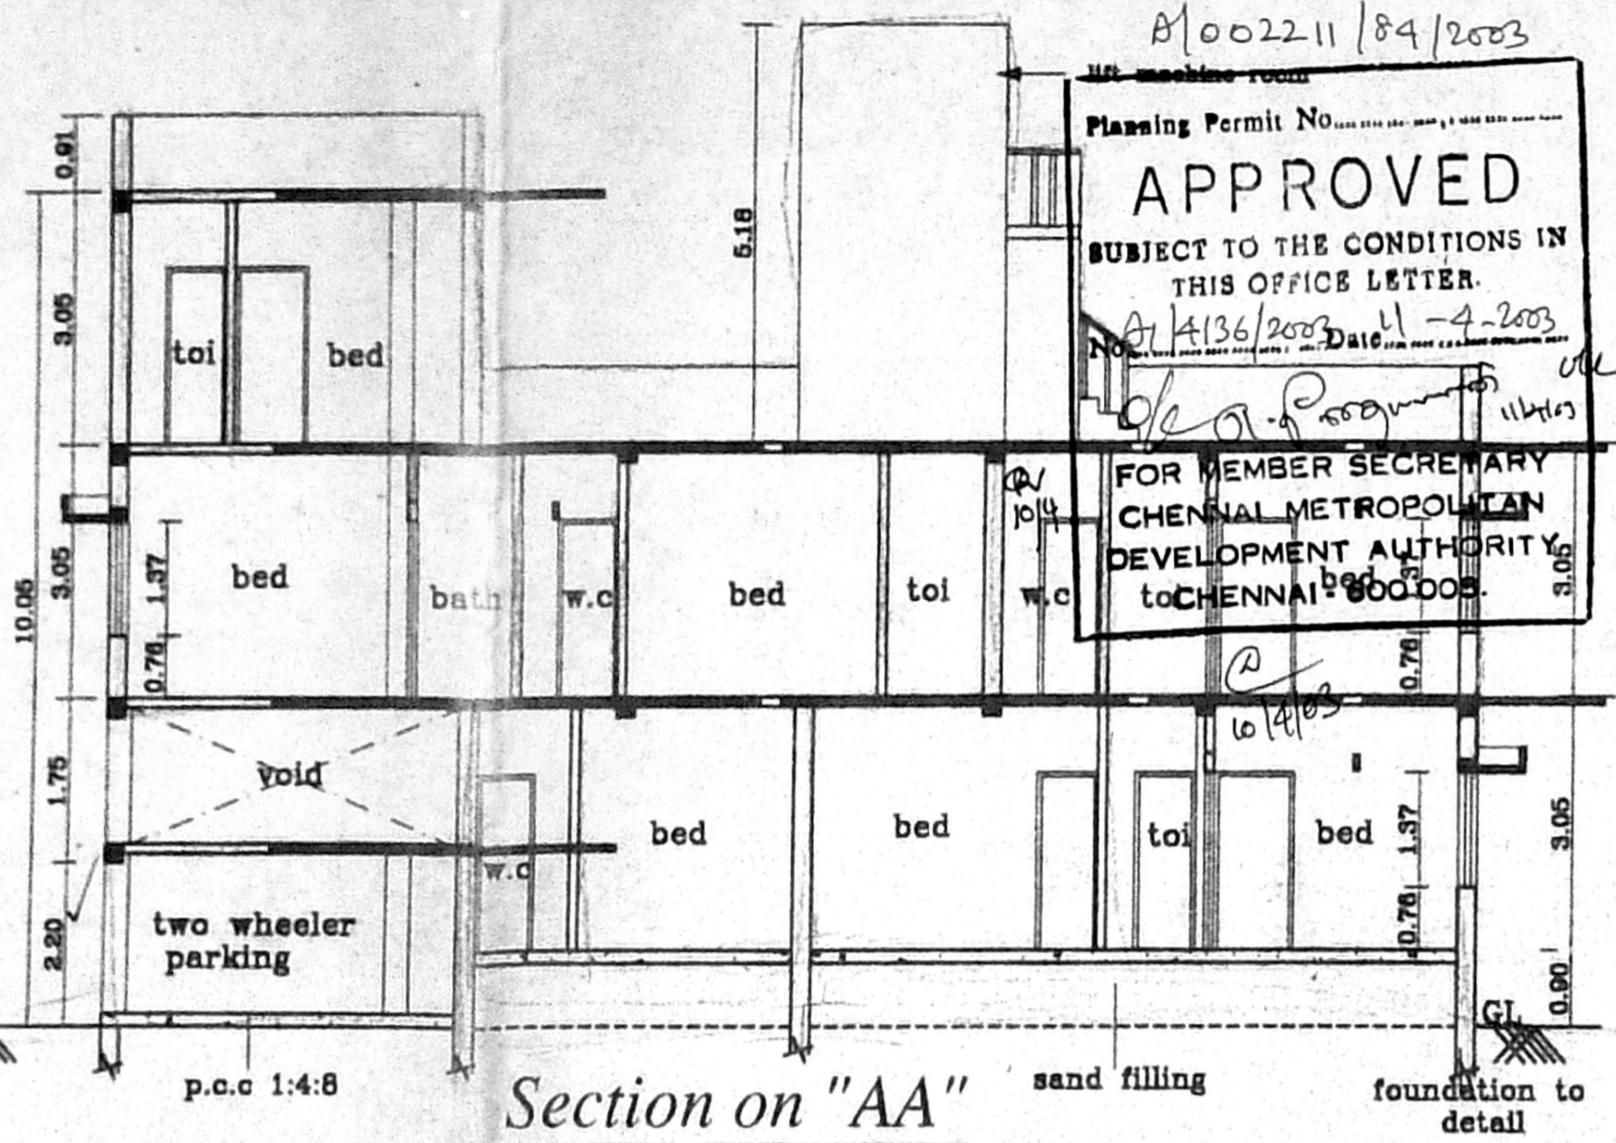 A/002211/84/2003
lift machine room
Planning Permit No
APPROVED
SUBJECT TO THE CONDITIONS IN
THIS OFFICE LETTER.
No A1/4136/2003 Date 11-4-2003
11/4/03
FOR MEMBER SECRETARY
CHENNAI METROPOLITAN
DEVELOPMENT AUTHORITY
CHENNAI-600.008.
0.91
5.18
3.05
toi
bed
10/4
10.05
3.05
1.37
0.76
bed
bath
w.c
bed
toi
w.c
toi
bed
1.37
0.76
3.05
10/4/03
1.75
void
w.c
bed
bed
toi
bed
1.37
0.76
3.05
2.20
two wheeler
parking
0.90
GL
p.c.c 1:4:8
Section on "AA"
sand filling
foundation to
detail